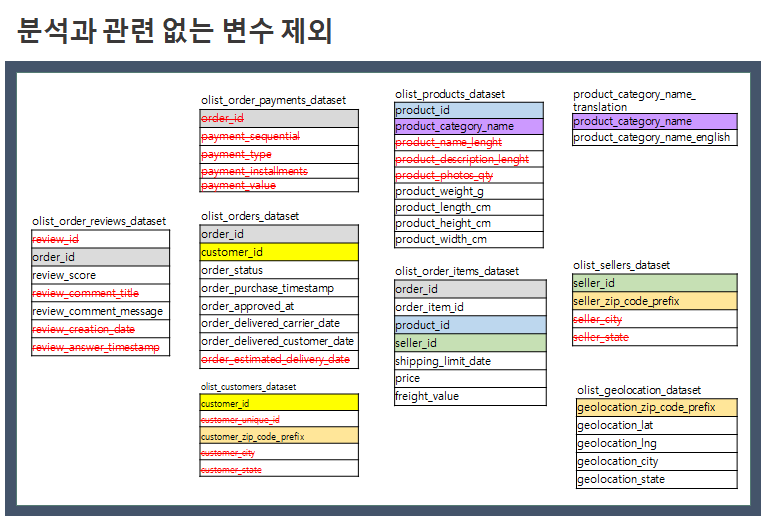 분석과 관련 없는 변수 제외
olist_order_payments_dataset
order_id
payment_sequential
payment_type
payment_installments
payment_value
olist_products_dataset
product_id
product_category_name
product_name_lenght
product_description_lenght
product_photos_qty
product_weight_g
product_length_cm
product_height_cm
product_width_cm
product_category_name_
translation
product_category_name
product_category_name_english
olist_order_reviews_dataset
review_id
order_id
review_score
review_comment_title
review_comment_message
review_creation_date
review_answer_timestamp
olist_orders_dataset
order_id
customer_id
order_status
order_purchase_timestamp
order_approved_at
order_delivered_carrier_date
order_delivered_customer_date
order_estimated_delivery_date
olist_order_items_dataset
order_id
order_item_id
product_id
seller_id
shipping_limit_date
price
freight_value
olist_sellers_dataset
seller_id
seller_zip_code_prefix
seller_city
seller_state
olist_customers_dataset
customer_id
customer_unique_id
customer_zip_code_prefix
customer_city
customer_state
olist_geolocation_dataset
geolocation_zip_code_prefix
geolocation_lat
geolocation_lng
geolocation_city
geolocation_state